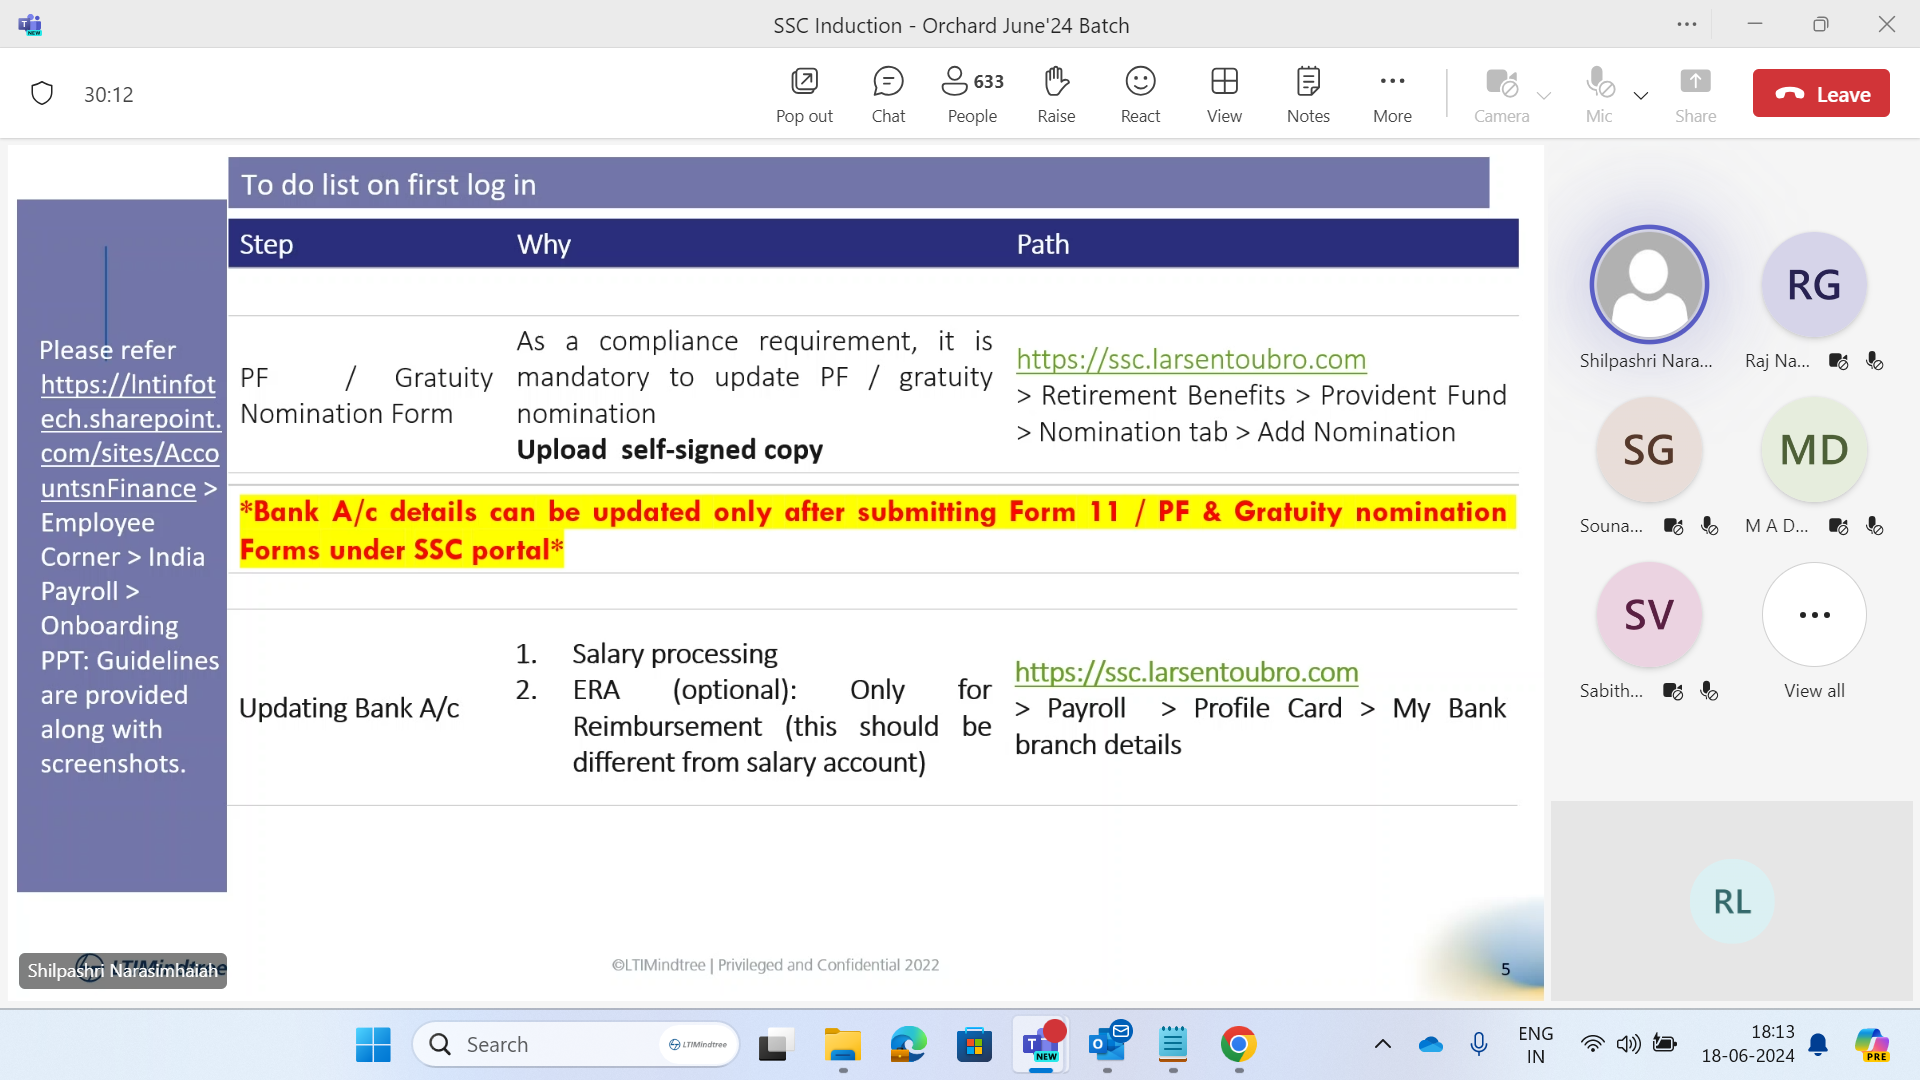 SSC Induction - Orchard June'24 Batch
30:12
Pop out
Chat
633
People
Raise
React
View
Notes
More
Camera
Mic
Share
Leave
To do list on first log in
Step Why Path
Please refer
https://lntinfot
ech.sharepoint.
com/sites/Acco
untsnFinance >
Employee
Corner > India
Payroll >
Onboarding
PPT: Guidelines
are provided
along with
screenshots.
PF / Gratuity
Nomination Form
As a compliance requirement, it is
mandatory to update PF / gratuity
nomination
Upload self-signed copy
https://ssc.larsentoubro.com
> Retirement Benefits > Provident Fund
> Nomination tab > Add Nomination
*Bank A/c details can be updated only after submitting Form 11 / PF & Gratuity nomination
Forms under SSC portal*
Updating Bank A/c
1. Salary processing
2. ERA (optional): Only for
Reimbursement (this should be
different from salary account)
https://ssc.larsentoubro.com
> Payroll > Profile Card > My Bank
branch details
©LTIMindtree | Privileged and Confidential 2022
5
LTIMindtree
Shilpashri Narasimhaiah
Shilpashri Nara...
RG
Raj Na...
SG
Souna...
MD
M A D...
SV
Sabith...
View all
RL
Search
LTIMindtree
NEW
ENG
IN
18:13
18-06-2024
PRE